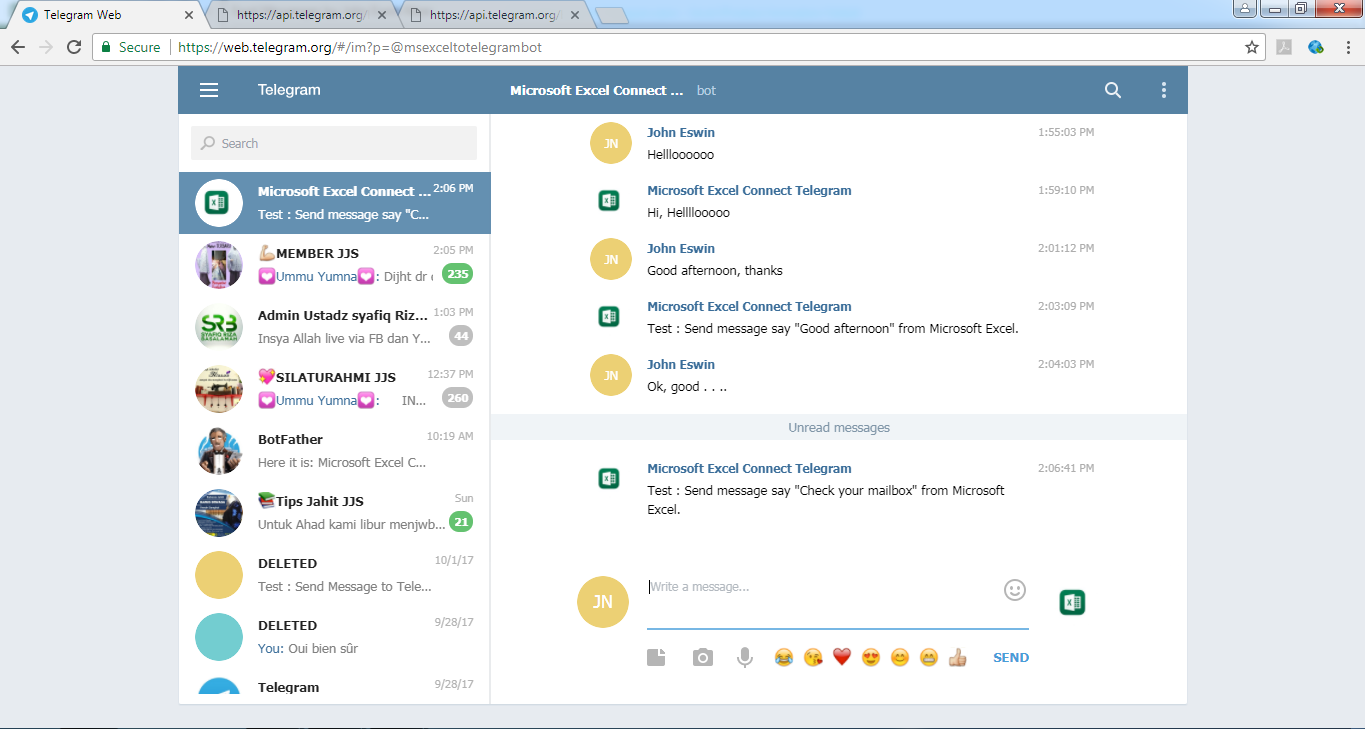 Telegram Web
https://api.telegram.org/
https://api.telegram.org/
Secure
https://web.telegram.org/#/im?p=@msexceltotelegrambot
Telegram
Microsoft Excel Connect ... bot
Search
Microsoft Excel Connect ... 2:06 PM
Test : Send message say "C...
💪MEMBER JJS 2:05 PM
💟Ummu Yumna💟: Dijht dr 235
Admin Ustadz syafiq Riz... 1:03 PM
Insya Allah live via FB dan Y... 44
💖SILATURAHMI JJS 12:37 PM
💟Ummu Yumna💟: IN... 260
BotFather 10:19 AM
Here it is: Microsoft Excel C...
📚Tips Jahit JJS Sun
Untuk Ahad kami libur menjwb... 21
DELETED 10/1/17
Test : Send Message to Tele...
DELETED 9/28/17
You: Oui bien sûr
Telegram 9/28/17
SRB
JN John Eswin 1:55:03 PM
Hellloooooo
Microsoft Excel Connect Telegram 1:59:10 PM
Hi, Helllooooo
JN John Eswin 2:01:12 PM
Good afternoon, thanks
Microsoft Excel Connect Telegram 2:03:09 PM
Test : Send message say "Good afternoon" from Microsoft Excel.
JN John Eswin 2:04:03 PM
Ok, good . . ..
Unread messages
Microsoft Excel Connect Telegram 2:06:41 PM
Test : Send message say "Check your mailbox" from Microsoft
Excel.
JN Write a message...
SEND